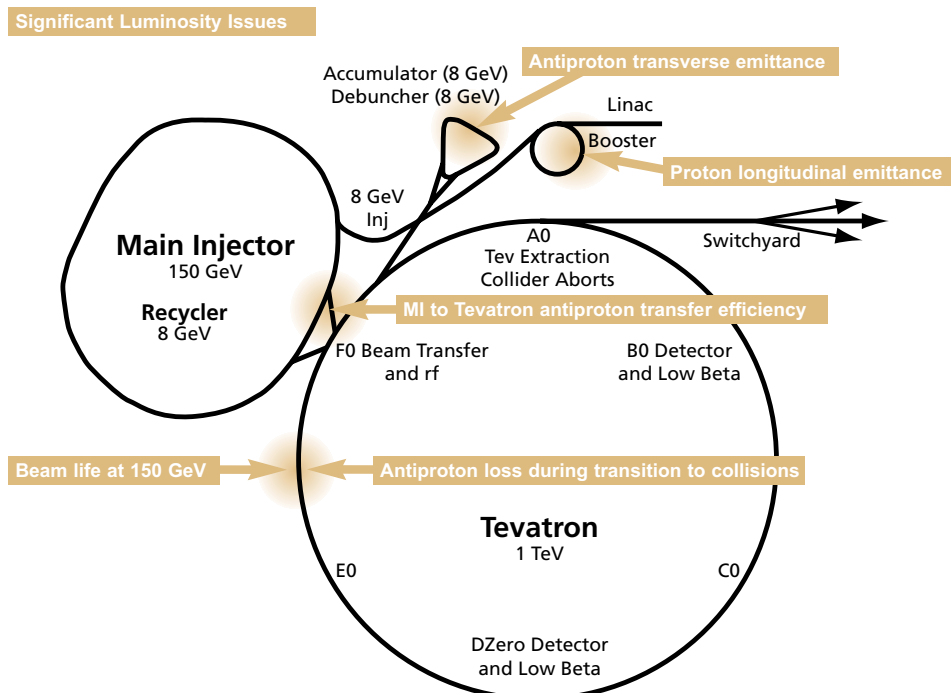 Significant Luminosity Issues
Antiproton transverse emittance
Accumulator (8 GeV)
Debuncher (8 GeV)
Linac
Booster
Proton longitudinal emittance
8 GeV
Inj
Main Injector
150 GeV
Recycler
8 GeV
A0
Tev Extraction
Collider Aborts
Switchyard
MI to Tevatron antiproton transfer efficiency
F0 Beam Transfer
and rf
B0 Detector
and Low Beta
Beam life at 150 GeV
Antiproton loss during transition to collisions
Tevatron
1 TeV
E0
C0
DZero Detector
and Low Beta